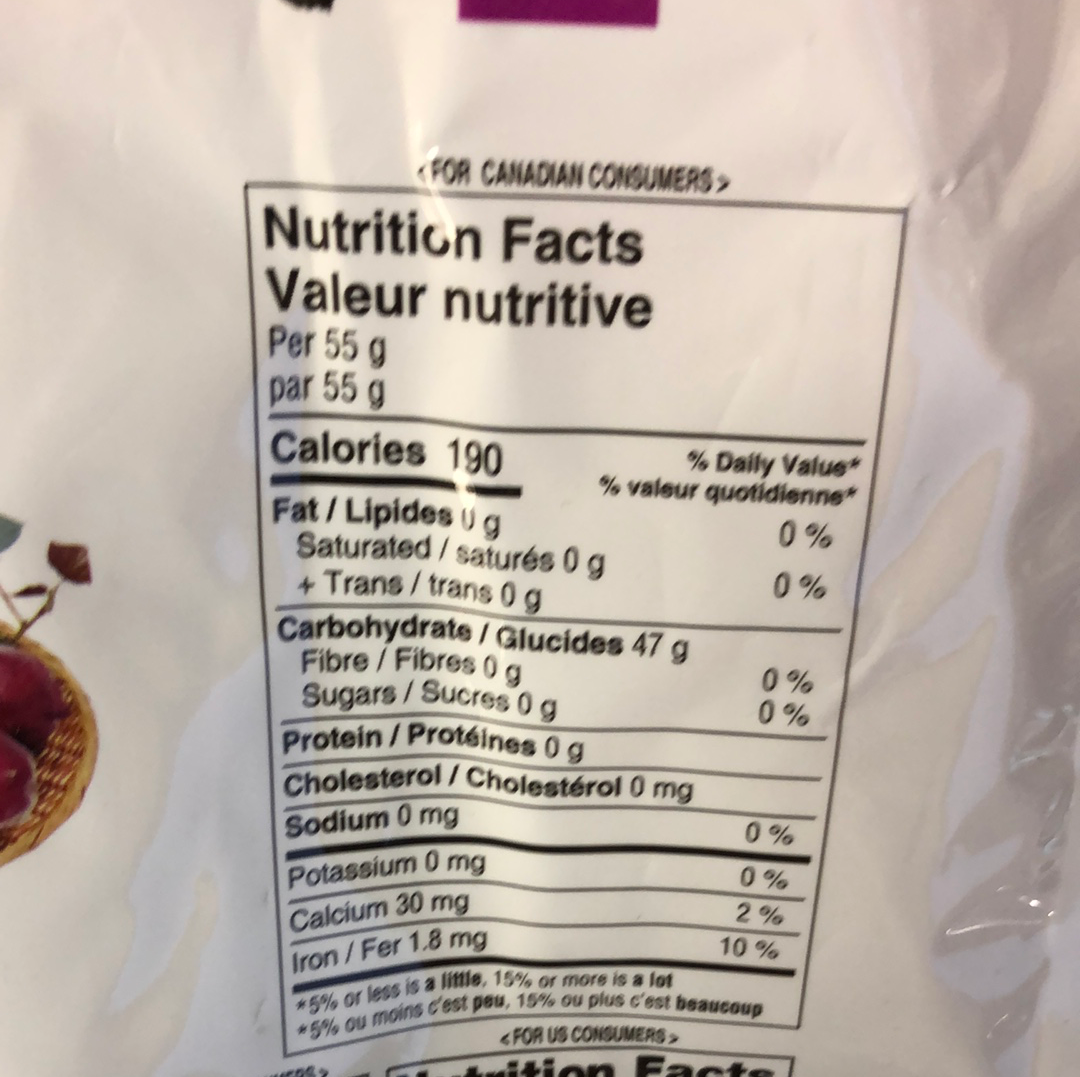 <FOR CANADIAN CONSUMERS>
Nutrition Facts
Valeur nutritive
Per 55 g
par 55 g
Calories 190
% Daily Value*
% valeur quotidienne*
Fat / Lipides 0 g 0 %
Saturated / saturés 0 g
+ Trans / trans 0 g 0 %
Carbohydrate / Glucides 47 g
Fibre / Fibres 0 g 0 %
Sugars / Sucres 0 g 0 %
Protein / Protéines 0 g
Cholesterol / Cholestérol 0 mg
Sodium 0 mg 0 %
Potassium 0 mg 0 %
Calcium 30 mg 2 %
Iron / Fer 1.8 mg 10 %
*5% or less is a little, 15% or more is a lot
*5% ou moins c'est peu, 15% ou plus c'est beaucoup
<FOR US CONSUMERS>
Nutrition Facts